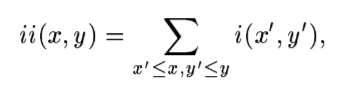 ii(x, y) = ∑ i(x′, y′),
x′≤x,y′≤y